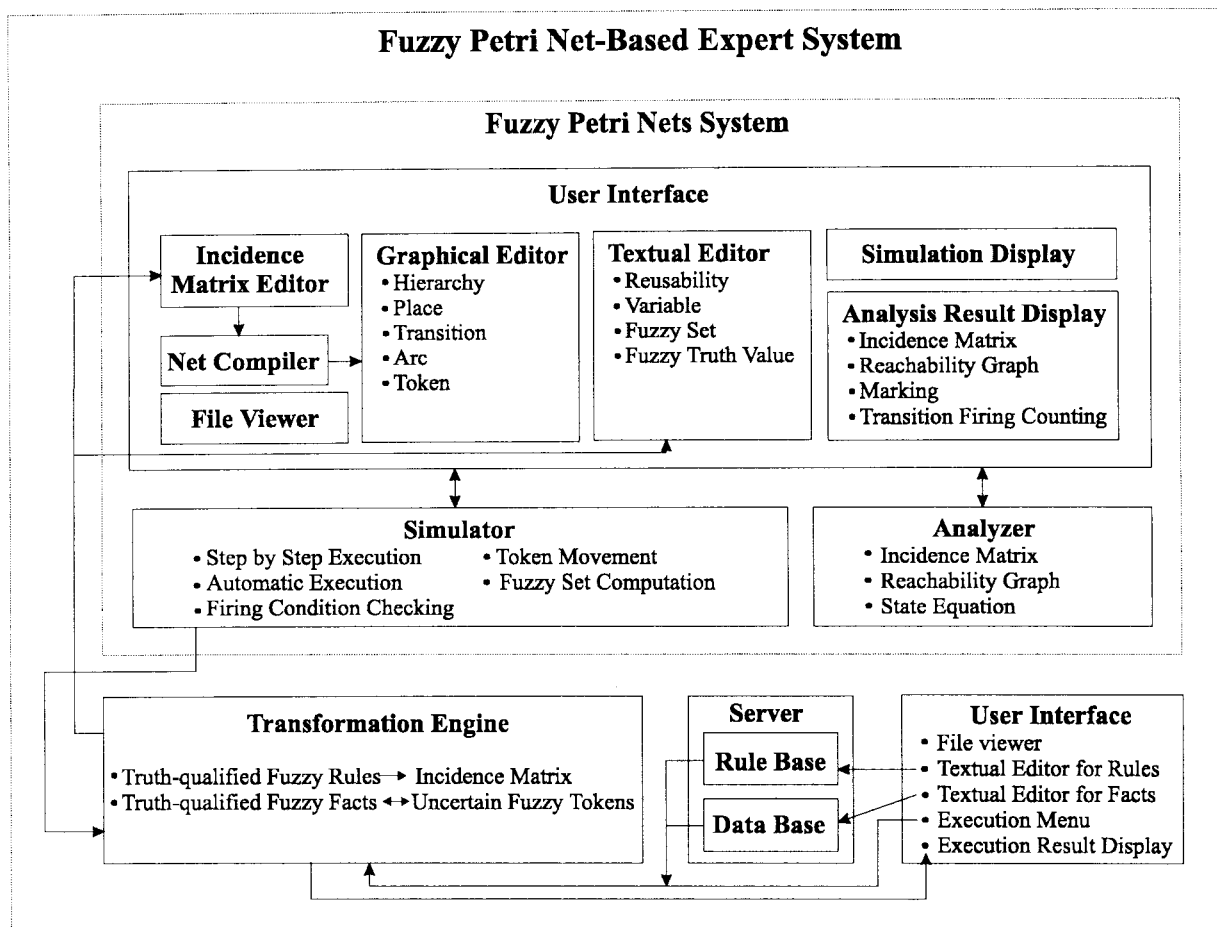 Fuzzy Petri Net-Based Expert System
Fuzzy Petri Nets System
User Interface
Incidence
Matrix Editor
Net Compiler
File Viewer
Graphical Editor
• Hierarchy
• Place
• Transition
• Arc
• Token
Textual Editor
• Reusability
• Variable
• Fuzzy Set
• Fuzzy Truth Value
Simulation Display
Analysis Result Display
• Incidence Matrix
• Reachability Graph
• Marking
• Transition Firing Counting
Simulator
• Step by Step Execution
• Automatic Execution
• Firing Condition Checking
• Token Movement
• Fuzzy Set Computation
Analyzer
• Incidence Matrix
• Reachability Graph
• State Equation
Transformation Engine
• Truth-qualified Fuzzy Rules → Incidence Matrix
• Truth-qualified Fuzzy Facts ↔ Uncertain Fuzzy Tokens
Server
Rule Base
Data Base
User Interface
• File viewer
• Textual Editor for Rules
• Textual Editor for Facts
• Execution Menu
• Execution Result Display